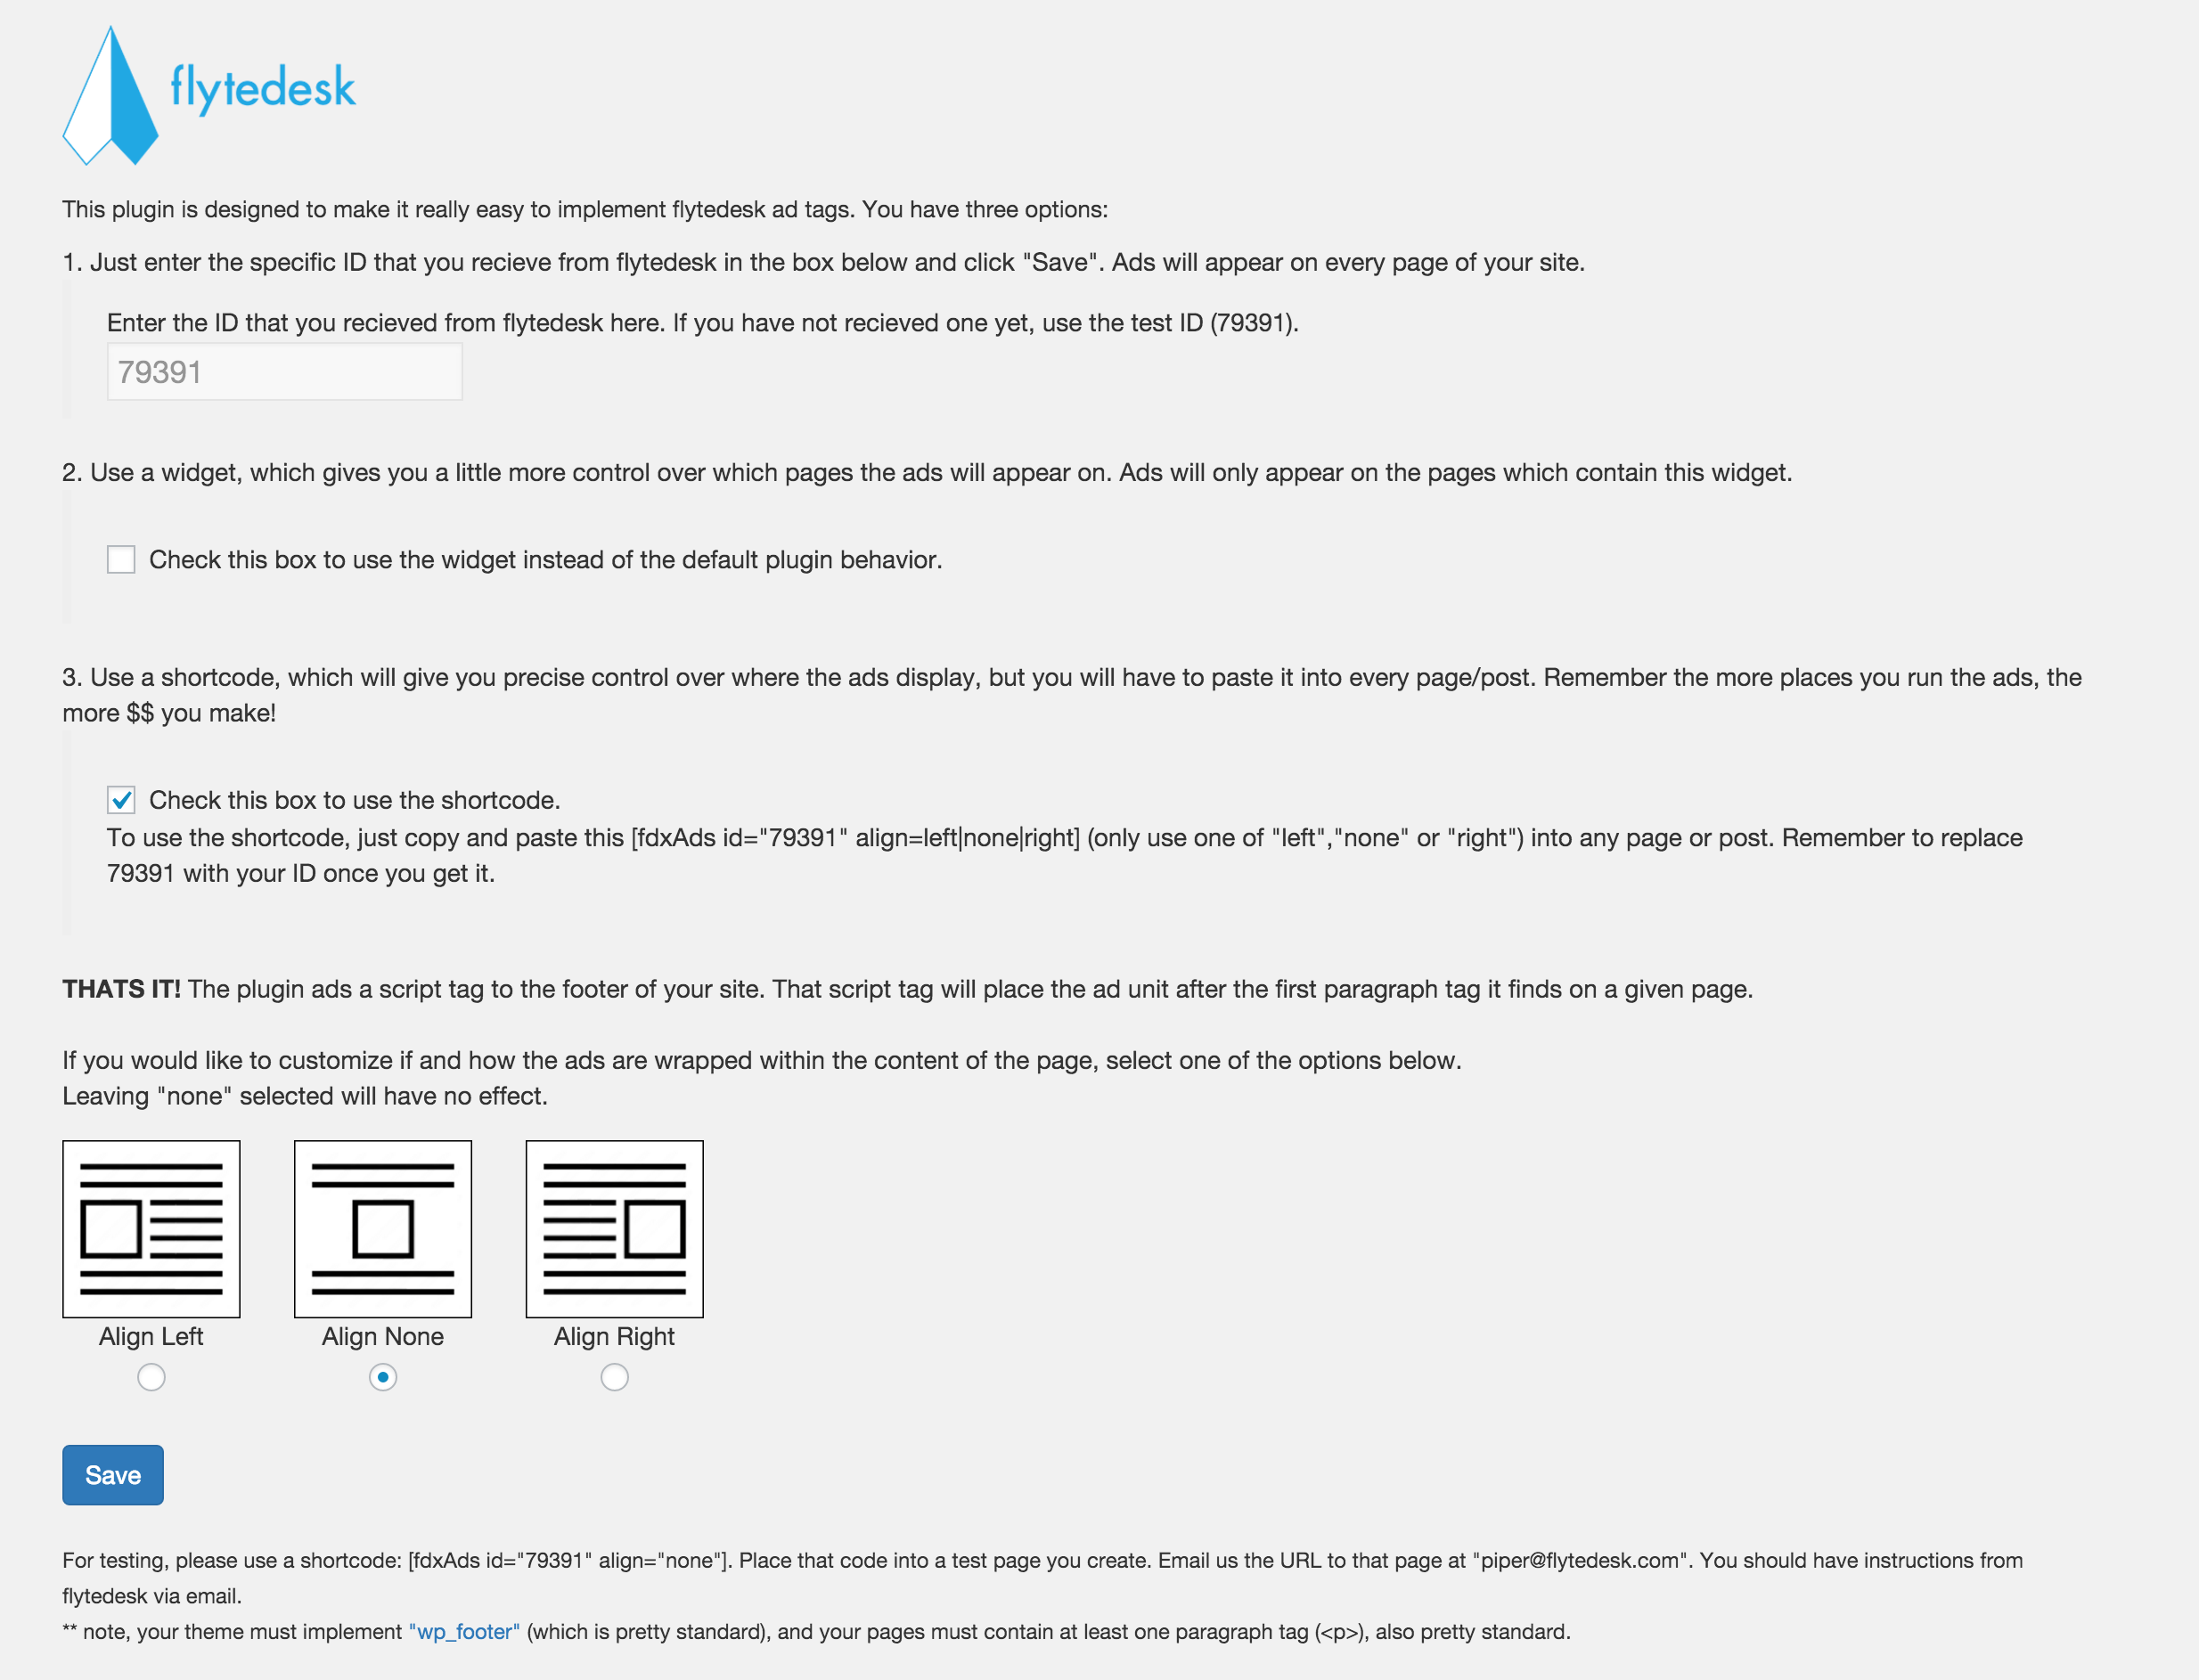 flytedesk
This plugin is designed to make it really easy to implement flytedesk ad tags. You have three options:
1. Just enter the specific ID that you recieve from flytedesk in the box below and click "Save". Ads will appear on every page of your site.
Enter the ID that you recieved from flytedesk here. If you have not recieved one yet, use the test ID (79391).
79391
2. Use a widget, which gives you a little more control over which pages the ads will appear on. Ads will only appear on the pages which contain this widget.
Check this box to use the widget instead of the default plugin behavior.
3. Use a shortcode, which will give you precise control over where the ads display, but you will have to paste it into every page/post. Remember the more places you run the ads, the
more $$ you make!
Check this box to use the shortcode.
To use the shortcode, just copy and paste this [fdxAds id="79391" align=left|none|right] (only use one of "left","none" or "right") into any page or post. Remember to replace
79391 with your ID once you get it.
THATS IT! The plugin ads a script tag to the footer of your site. That script tag will place the ad unit after the first paragraph tag it finds on a given page.
If you would like to customize if and how the ads are wrapped within the content of the page, select one of the options below.
Leaving "none" selected will have no effect.
Align Left
Align None
Align Right
Save
For testing, please use a shortcode: [fdxAds id="79391" align="none"]. Place that code into a test page you create. Email us the URL to that page at "piper@flytedesk.com". You should have instructions from
flytedesk via email.
** note, your theme must implement "wp_footer" (which is pretty standard), and your pages must contain at least one paragraph tag (<p>), also pretty standard.